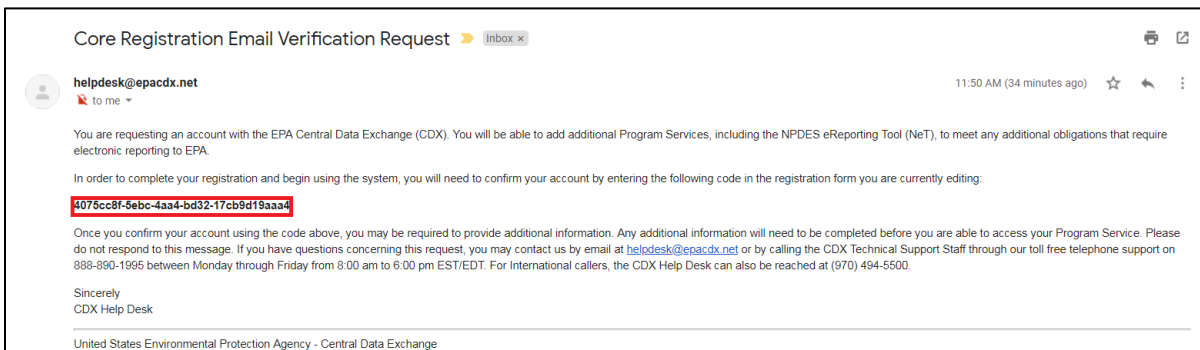 Core Registration Email Verification Request Inbox ×
helpdesk@epacdx.net 11:50 AM (34 minutes ago)
to me
You are requesting an account with the EPA Central Data Exchange (CDX). You will be able to add additional Program Services, including the NPDES eReporting Tool (NeT), to meet any additional obligations that require
electronic reporting to EPA.
In order to complete your registration and begin using the system, you will need to confirm your account by entering the following code in the registration form you are currently editing:
4075cc8f-5ebc-4aa4-bd32-17cb9d19aaa4
Once you confirm your account using the code above, you may be required to provide additional information. Any additional information will need to be completed before you are able to access your Program Service. Please
do not respond to this message. If you have questions concerning this request, you may contact us by email at helpdesk@epacdx.net or by calling the CDX Technical Support Staff through our toll free telephone support on
888-890-1995 between Monday through Friday from 8:00 am to 6:00 pm EST/EDT. For International callers, the CDX Help Desk can also be reached at (970) 494-5500.
Sincerely
CDX Help Desk
United States Environmental Protection Agency - Central Data Exchange